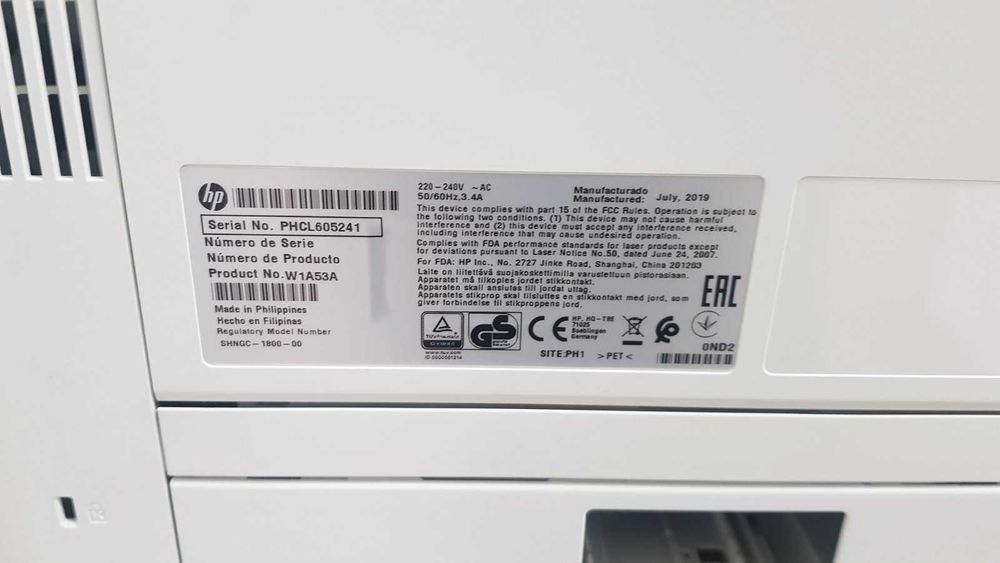 hp
Serial No. PHCL605241
Número de Serie
Número de Producto
Product No.W1A53A
Made in Philippines
Hecho en Filipinas
Regulatory Model Number
SHNGC-1800-00
220-240V ~ AC
50/60Hz,3.4A
Manufacturado
Manufactured: July, 2019
This device complies with part 15 of the FCC Rules. Operation is subject to
the following two conditions. (1) This device may not cause harmful
interference and (2) this device must accept any interference received,
including interference that may cause undesired operation.
Complies with FDA performance standards for laser products except
for deviations pursuant to Laser Notice No.50, dated June 24, 2007.
For FDA: HP Inc., No. 2727 Jinke Road, Shanghai, China 201203
Laite on liitettävä suojakoskettimilla varustettuun pistorasiaan.
Apparatet må tilkoples jordet stikkontakt.
Apparaten skall anslutas till jordat uttag.
Apparatets stikprop skal tilsluttes en stikkontakt med jord, som
giver forbindelse til stikproppens jord.
EAC
TÜVRheinland
CERTIFIED
www.tuv.com
ID 0000051214
GS
CE
HP, HQ-TRE
71025
Boeblingen
Germany
SITE:PH1 >PET<
0ND2